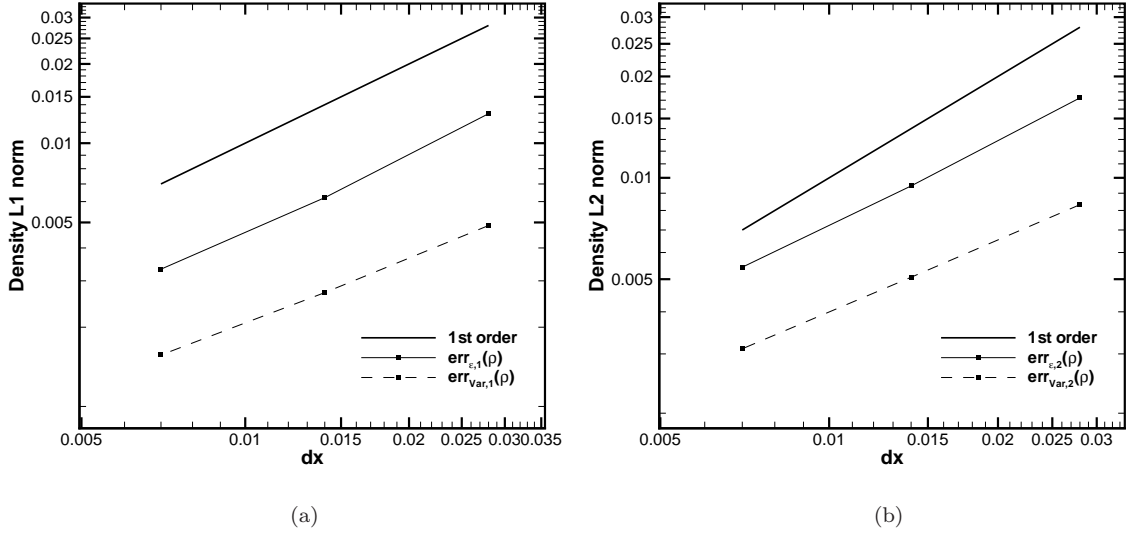 Density L1 norm
0.03
0.025
0.02
0.015
0.01
0.005
0.005
0.01
0.015
0.02
0.025
0.030
0.035
dx
1st order
errε,1(ρ)
errVar,1(ρ)
(a)
Density L2 norm
0.03
0.025
0.02
0.015
0.01
0.005
0.005
0.01
0.015
0.02
0.025
0.03
dx
1st order
errε,2(ρ)
errVar,2(ρ)
(b)